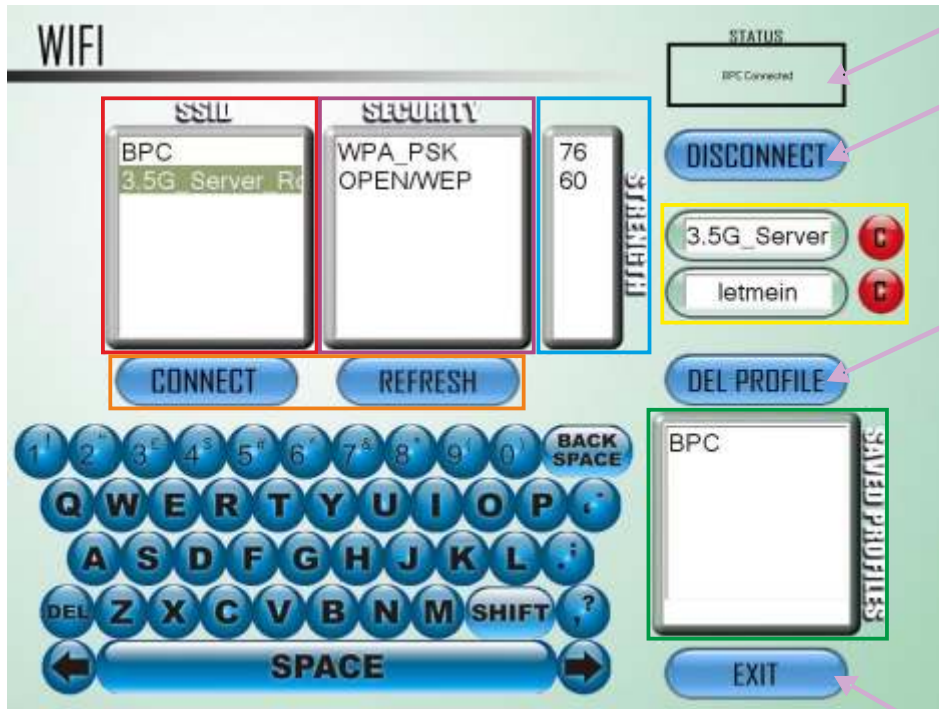 WIFI
STATUS
BPC Connected
SSID
SECURITY
STRENGTH
BPC
WPA_PSK
76
3.5G_Server_Ro
OPEN/WEP
60
DISCONNECT
3.5G_Server
C
letmein
C
CONNECT
REFRESH
DEL PROFILE
BPC
SAVED PROFILES
1 ! 2 " 3 £ 4 $ 5 # 6 7 & 8 * 9 ( 0 ) BACK SPACE
Q W E R T Y U I O P
A S D F G H J K L
DEL Z X C V B N M SHIFT , ?
SPACE
EXIT